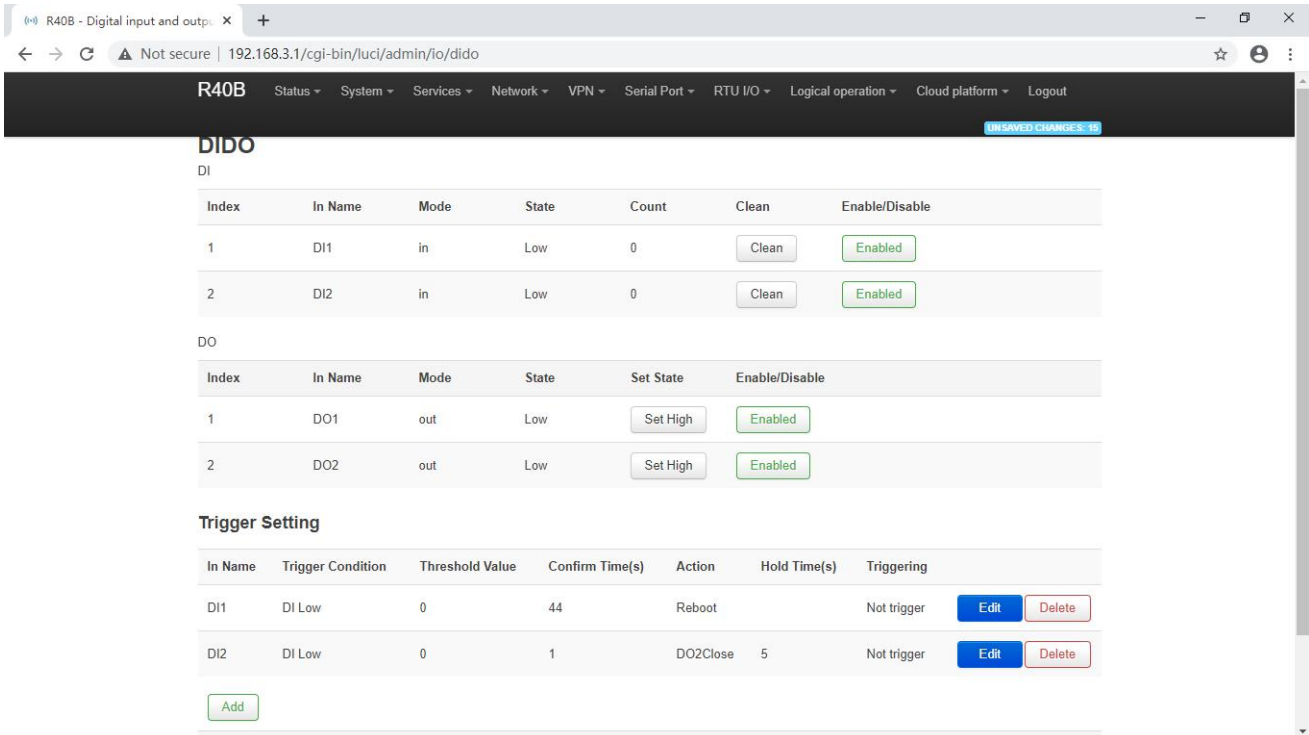 R40B - Digital input and outpu
Not secure | 192.168.3.1/cgi-bin/luci/admin/io/dido
R40B Status System Services Network VPN Serial Port RTU I/O Logical operation Cloud platform Logout
UNSAVED CHANGES: 15
DIDO
DI
Index In Name Mode State Count Clean Enable/Disable
1 DI1 in Low 0 Clean Enabled
2 DI2 in Low 0 Clean Enabled
DO
Index In Name Mode State Set State Enable/Disable
1 DO1 out Low Set High Enabled
2 DO2 out Low Set High Enabled
Trigger Setting
In Name Trigger Condition Threshold Value Confirm Time(s) Action Hold Time(s) Triggering
DI1 DI Low 0 44 Reboot Not trigger Edit Delete
DI2 DI Low 0 1 DO2Close 5 Not trigger Edit Delete
Add